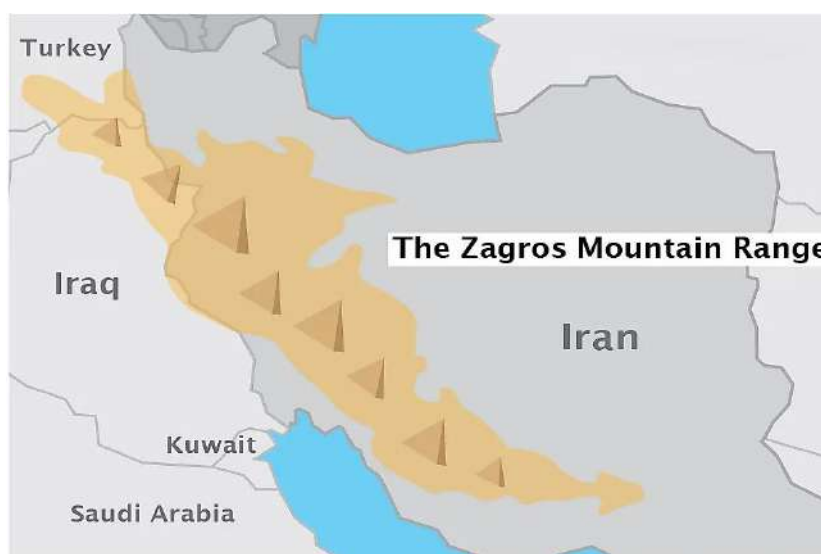 Turkey
The Zagros Mountain Range
Iraq
Iran
Kuwait
Saudi Arabia